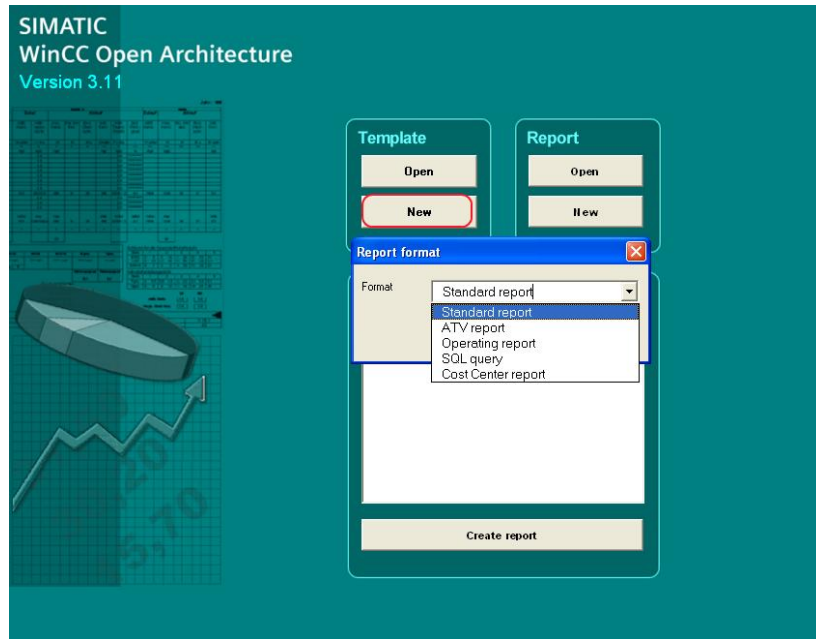 SIMATIC
WinCC Open Architecture
Version 3.11
Template
Report
Open
Open
New
New
Report format
Format
Standard report
Standard report
ATV report
Operating report
SQL query
Cost Center report
Create report